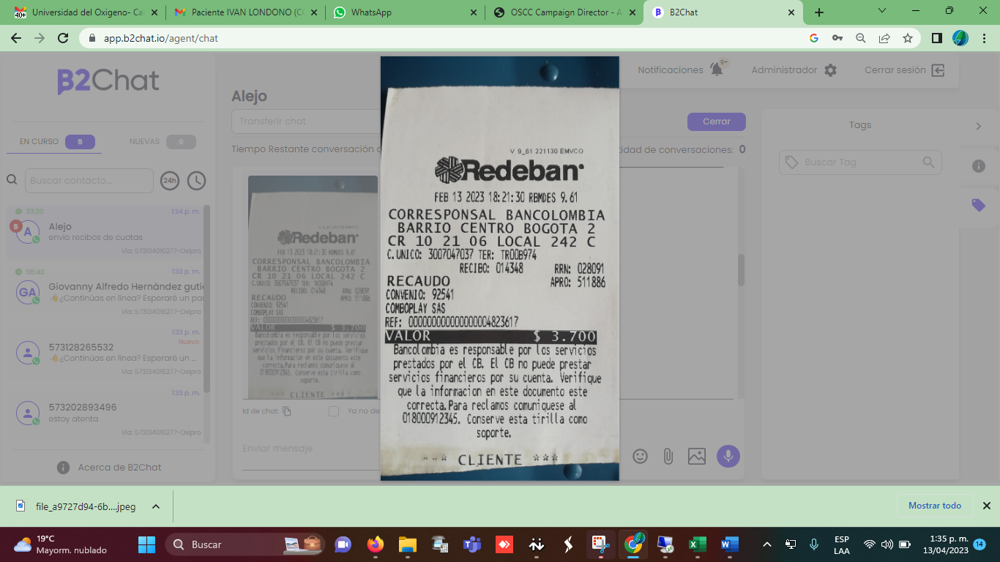 Universidad del Oxigeno- Ca
Paciente IVAN LONDONO (C
WhatsApp
OSCC Campaign Director - A
B2Chat
app.b2chat.io/agent/chat
B2Chat
Notificaciones
9+
Administrador
Cerrar sesión
EN CURSO 5
NUEVAS 0
Buscar contacto...
24h
23:30
1:34 p. m.
5
A
Alejo
envio recibos de cuotas
Vía: 573134016277-Oxipro
05:43
1:33 p. m.
GA
Giovanny Alfredo Hernández gutie
👋¿Continúas en línea? Esperaré un pa
Vía: 573134016277-Oxipro
1:33 p. m.
Nuevo
573128265532
👋¿Continúas en línea? Esperaré un ...
Vía: 573134016277-Oxipro
1:33 p. m.
573202893496
estoy atenta
Vía: 573134016277-Oxipro
Acerca de B2Chat
Alejo
Transferir chat
Cerrar
Tiempo Restante conversación
idad de conversaciones: 0
Redeban
FEB 13 2023 18:21:30 RBMDES 9.61
CORRESPONSAL BANCOLOMBIA
BARRIO CENTRO BOGOTA 2
CR 10 21 06 LOCAL 242 C
C.UNICO: 3007047037 TER: TR00B974
RECIBO: 014348 RRN: 028091
RECAUDO APRO: 511886
CONVENIO: 92541
COMBOPLAY SAS
REF: 00000000000000004823617
VALOR $ 3.700
Bancolombia es responsable por los servicios
prestados por el CB. El CB no puede prestar
servicios financieros por su cuenta. Verifique
que la informacion en este documento este
correcta.Para reclamos comuniquese al
018000912345. Conserve esta tirilla como
soporte.
*** CLIENTE ***
Id de chat:
Ya no de
Enviar mensaje
V 9_61 221130 EMVCO
Redeban
FEB 13 2023 18:21:30 RBMDES 9.61
CORRESPONSAL BANCOLOMBIA
BARRIO CENTRO BOGOTA 2
CR 10 21 06 LOCAL 242 C
C.UNICO: 3007047037 TER: TR00B974
RECIBO: 014348 RRN: 028091
RECAUDO APRO: 511886
CONVENIO: 92541
COMBOPLAY SAS
REF: 00000000000000004823617
VALOR $ 3.700
Bancolombia es responsable por los servicios
prestados por el CB. El CB no puede prestar
servicios financieros por su cuenta. Verifique
que la informacion en este documento este
correcta.Para reclamos comuniquese al
018000912345. Conserve esta tirilla como
soporte.
*** CLIENTE ***
Tags
Buscar Tag
file_a9727d94-6b....jpeg
Mostrar todo
19°C
Mayorm. nublado
Buscar
ESP
LAA
1:35 p. m.
13/04/2023
14